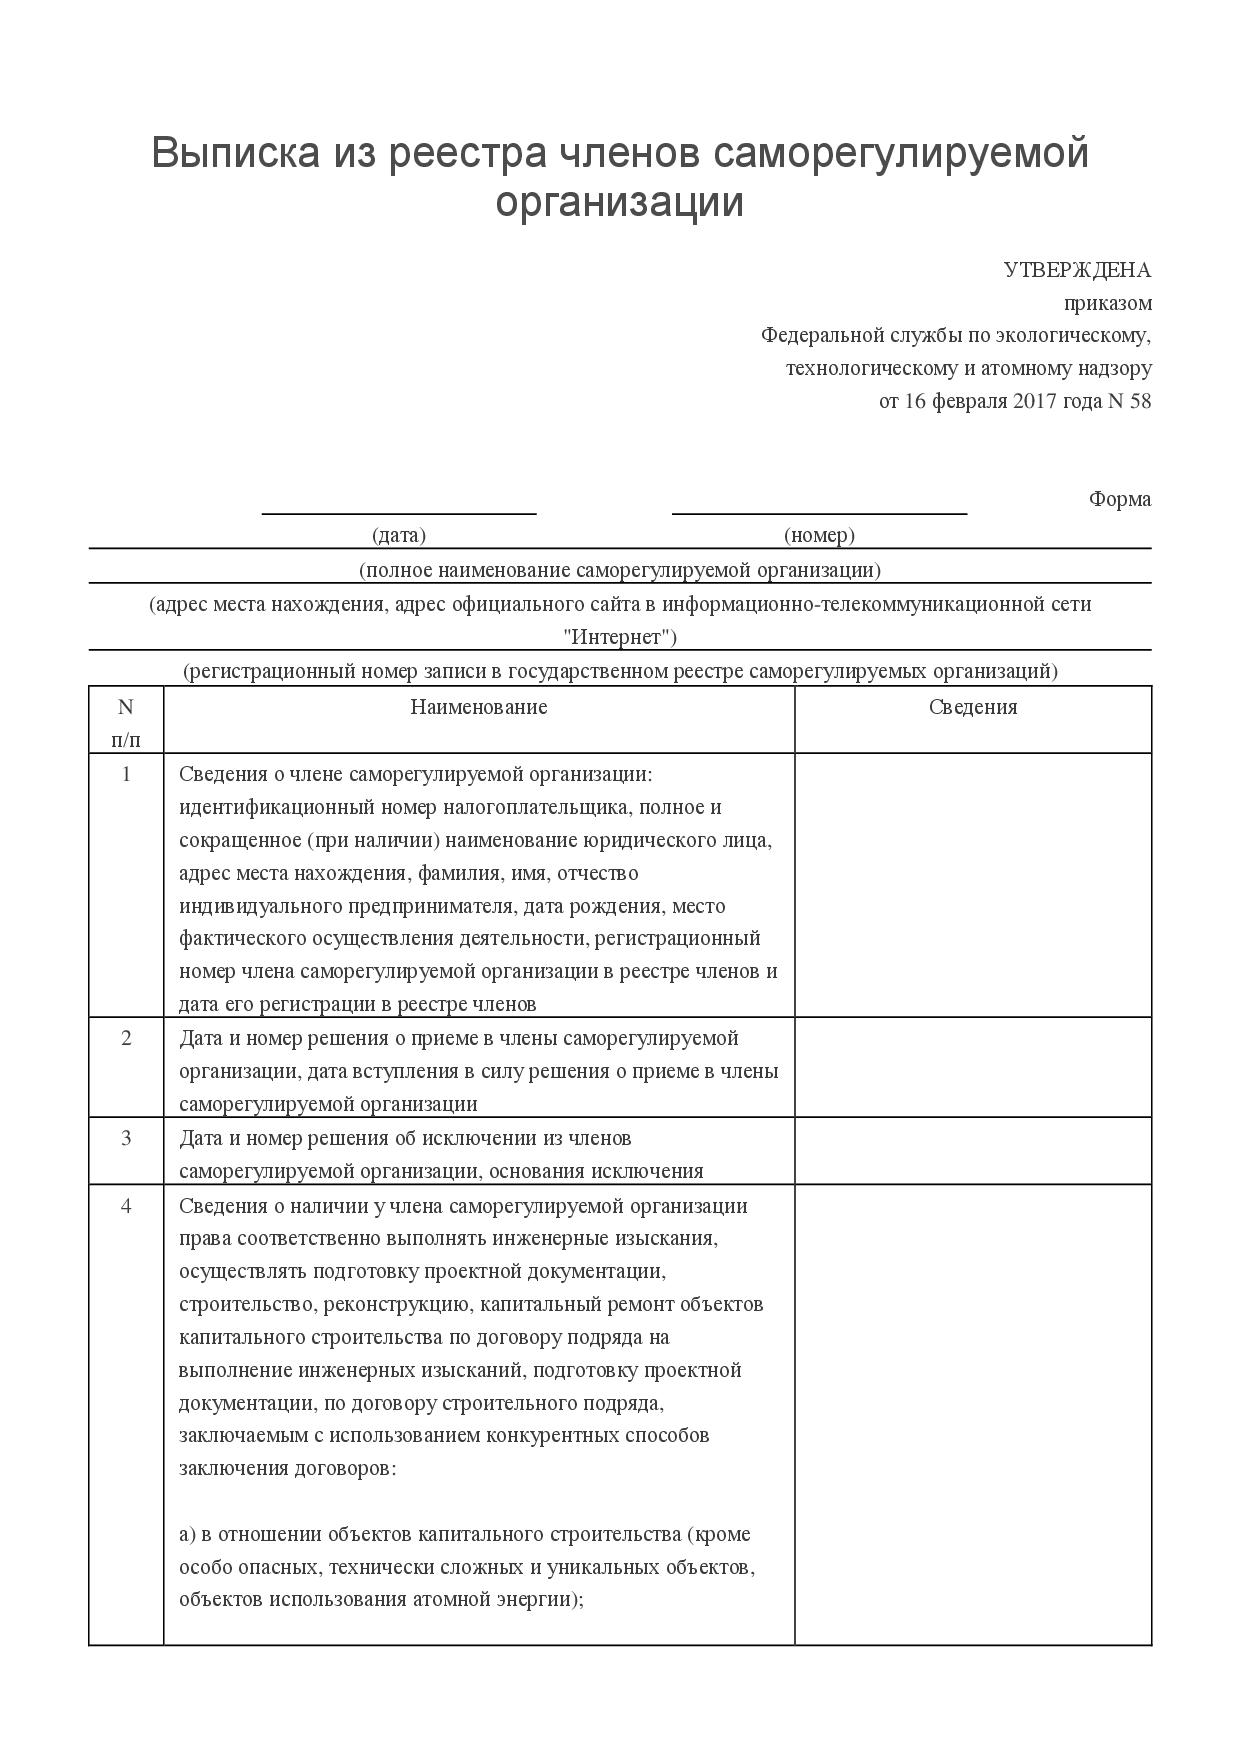 Выписка из реестра членов саморегулируемой
организации
УТВЕРЖДЕНА
приказом
Федеральной службы по экологическому,
технологическому и атомному надзору
от 16 февраля 2017 года N 58
Форма
(дата) (номер)
(полное наименование саморегулируемой организации)
(адрес места нахождения, адрес официального сайта в информационно-телекоммуникационной сети
"Интернет")
(регистрационный номер записи в государственном реестре саморегулируемых организаций)
N Наименование Сведения
п/п
1 Сведения о члене саморегулируемой организации:
идентификационный номер налогоплательщика, полное и
сокращенное (при наличии) наименование юридического лица,
адрес места нахождения, фамилия, имя, отчество
индивидуального предпринимателя, дата рождения, место
фактического осуществления деятельности, регистрационный
номер члена саморегулируемой организации в реестре членов и
дата его регистрации в реестре членов
2 Дата и номер решения о приеме в члены саморегулируемой
организации, дата вступления в силу решения о приеме в члены
саморегулируемой организации
3 Дата и номер решения об исключении из членов
саморегулируемой организации, основания исключения
4 Сведения о наличии у члена саморегулируемой организации
права соответственно выполнять инженерные изыскания,
осуществлять подготовку проектной документации,
строительство, реконструкцию, капитальный ремонт объектов
капитального строительства по договору подряда на
выполнение инженерных изысканий, подготовку проектной
документации, по договору строительного подряда,
заключаемым с использованием конкурентных способов
заключения договоров:
а) в отношении объектов капитального строительства (кроме
особо опасных, технически сложных и уникальных объектов,
объектов использования атомной энергии);